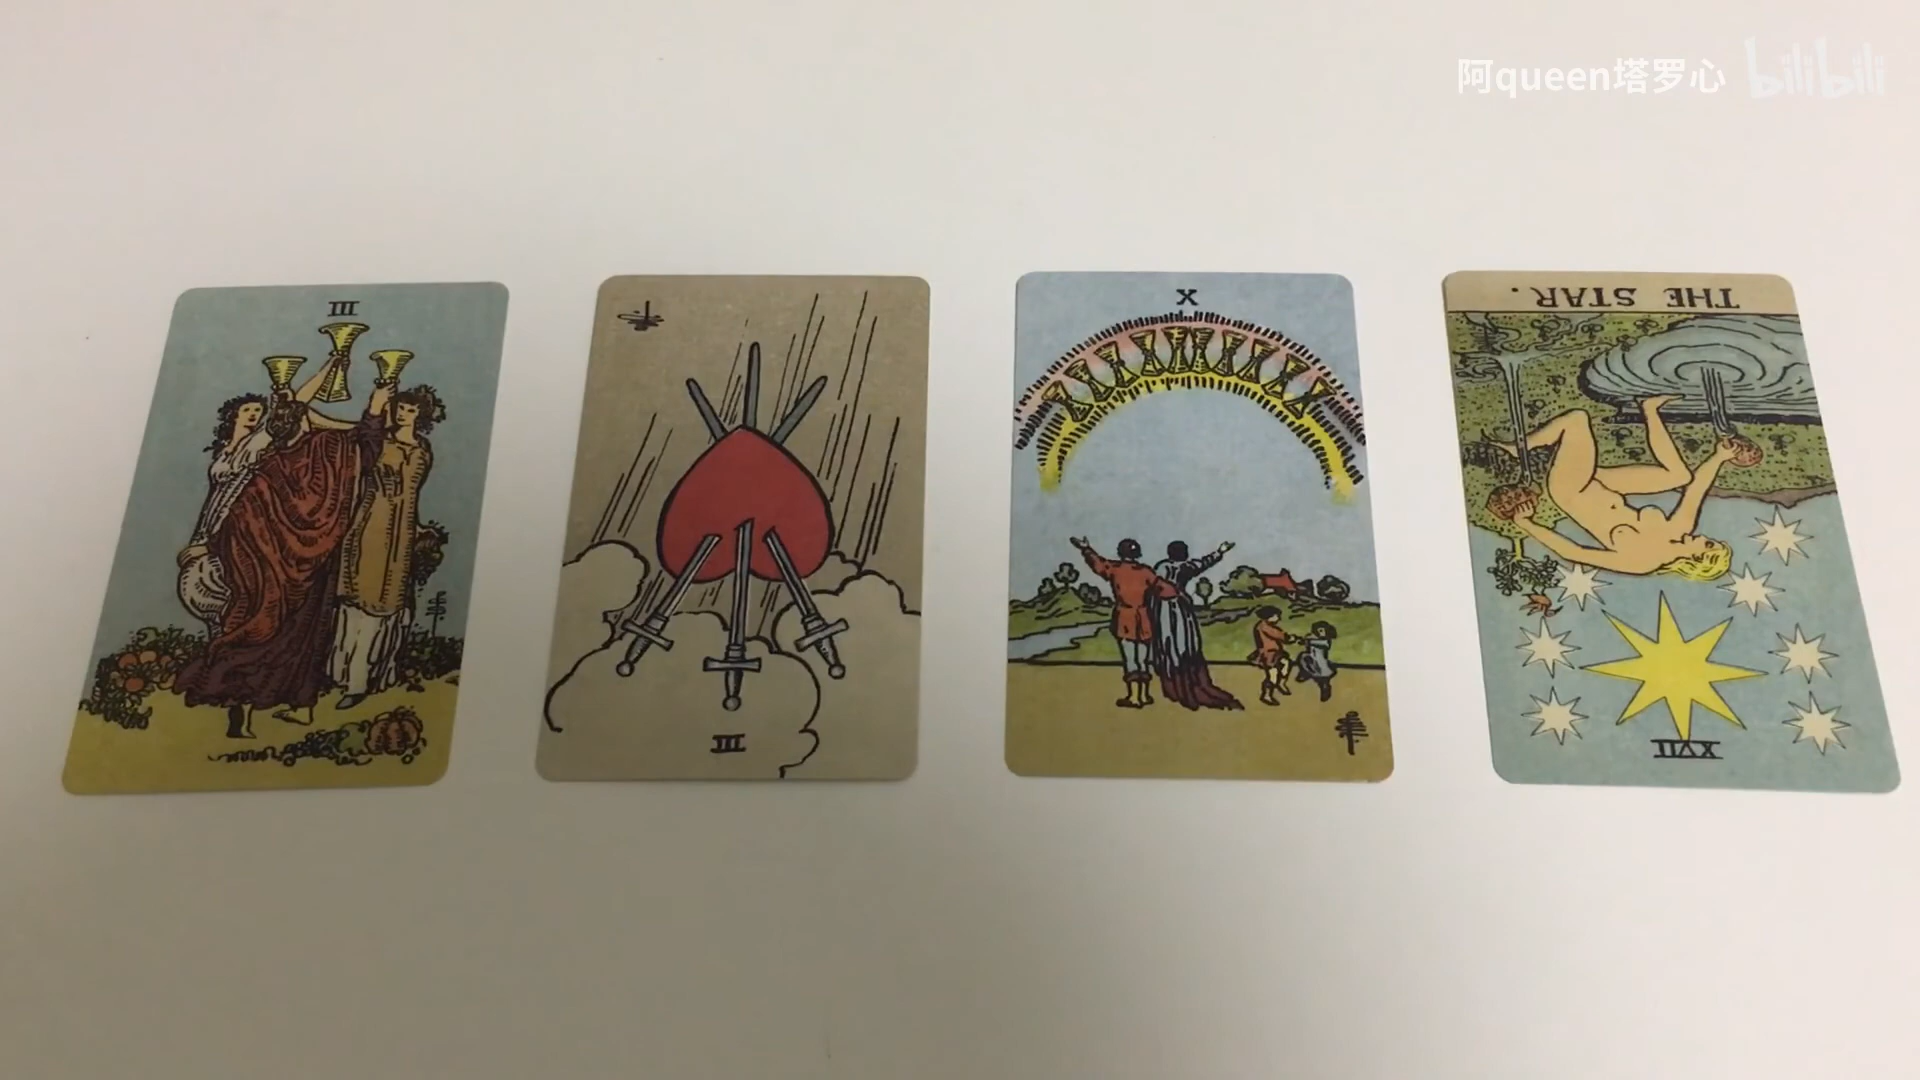 阿queen塔罗心 bilibili
III
III
X
THE STAR.
XVII